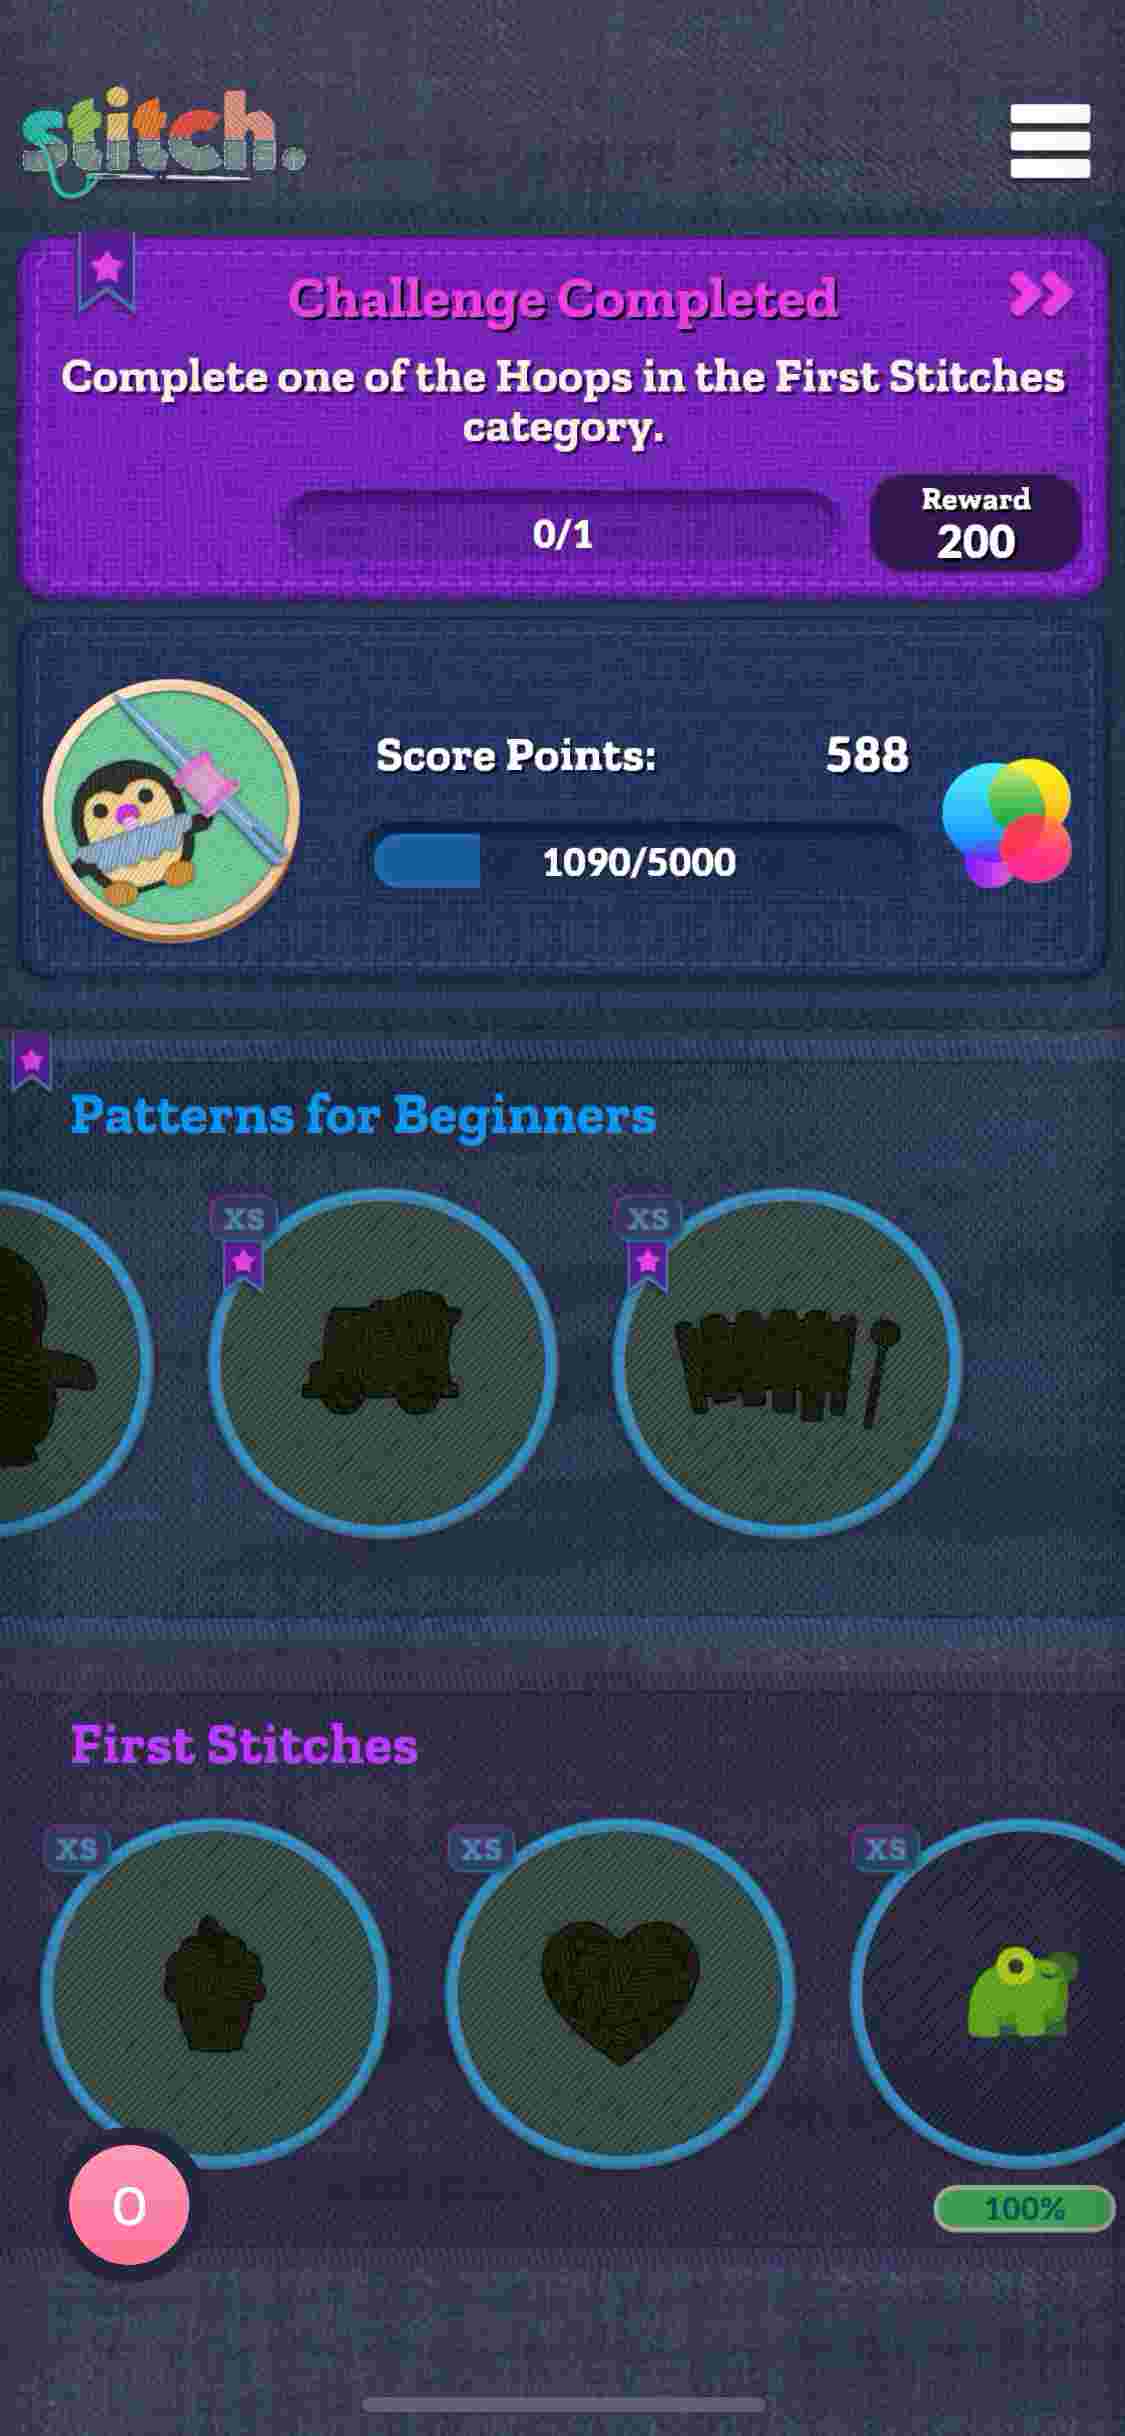 stitch.
Challenge Completed
Complete one of the Hoops in the First Stitches
category.
0/1
Reward
200
Score Points:
588
1090/5000
Patterns for Beginners
XS
XS
First Stitches
XS
XS
XS
0
100%